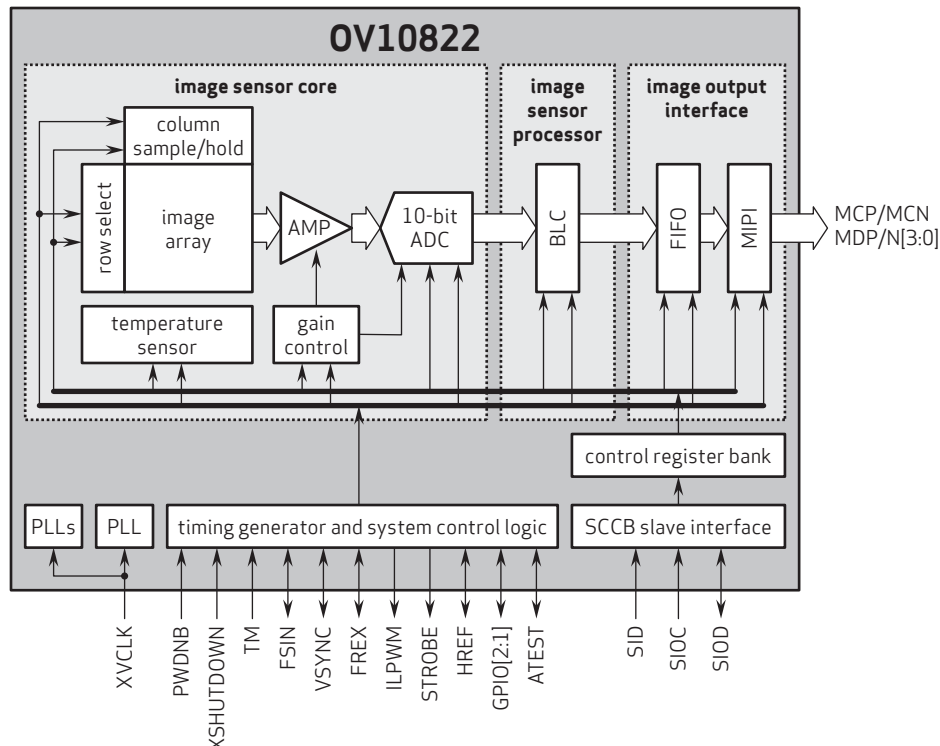 OV10822
image sensor core
image
sensor
processor
image output
interface
column
sample/hold
row select
image
array
AMP
10-bit
ADC
BLC
FIFO
MIPI
MCP/MCN
MDP/N[3:0]
temperature
sensor
gain
control
control register bank
PLLs
PLL
timing generator and system control logic
SCCB slave interface
XVCLK
PWDNB
XSHUTDOWN
TM
FSIN
VSYNC
FREX
ILPWM
STROBE
HREF
GPIO[2:1]
ATEST
SID
SIOC
SIOD